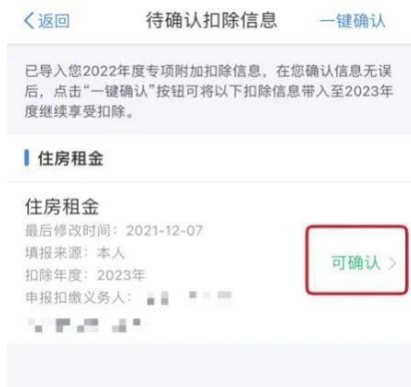 返回 待确认扣除信息 一键确认
已导入您2022年度专项附加扣除信息，在您确认信息无误
后，点击“一键确认”按钮可将以下扣除信息带入至2023年
度继续享受扣除。
住房租金
住房租金
最后修改时间：2021-12-07
填报来源：本人
可确认
扣除年度：2023年
申报扣缴义务人：